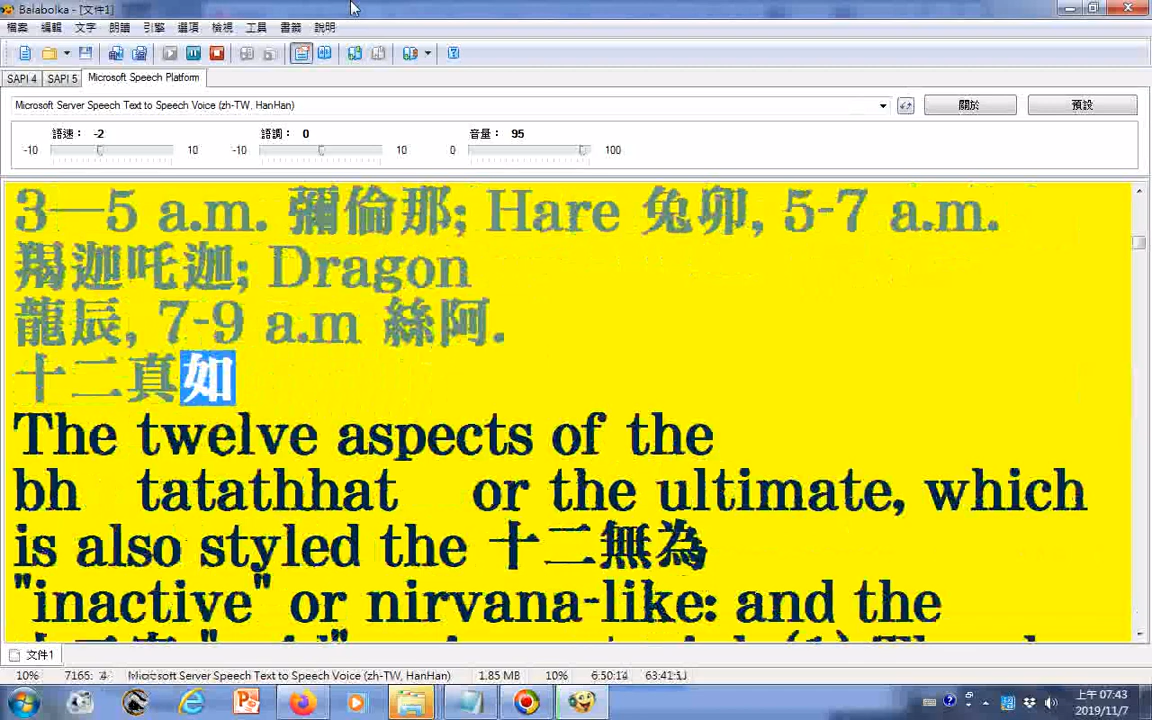 Balabolka - [文件1]
檔案 編輯 文字 朗讀 引擎 選項 檢視 工具 書籤 說明
SAPI 4 SAPI 5 Microsoft Speech Platform
Microsoft Server Speech Text to Speech Voice (zh-TW, HanHan) 關於 預設
語速： -2 語調： 0 音量： 95
-10 10 -10 10 0 100
3—5 a.m. 彌倫那; Hare 兔卯, 5-7 a.m.
羯迦吒迦; Dragon
龍辰, 7-9 a.m 絲阿.
十二真如
The twelve aspects of the
bh tatathhat or the ultimate, which
is also styled the 十二無為
"inactive" or nirvana-like: and the
文件1
10% 7165: Microsoft Server Speech Text to Speech Voice (zh-TW, HanHan) 1.85 MB 10% 6:50:14
上午 07:43
2019/11/7